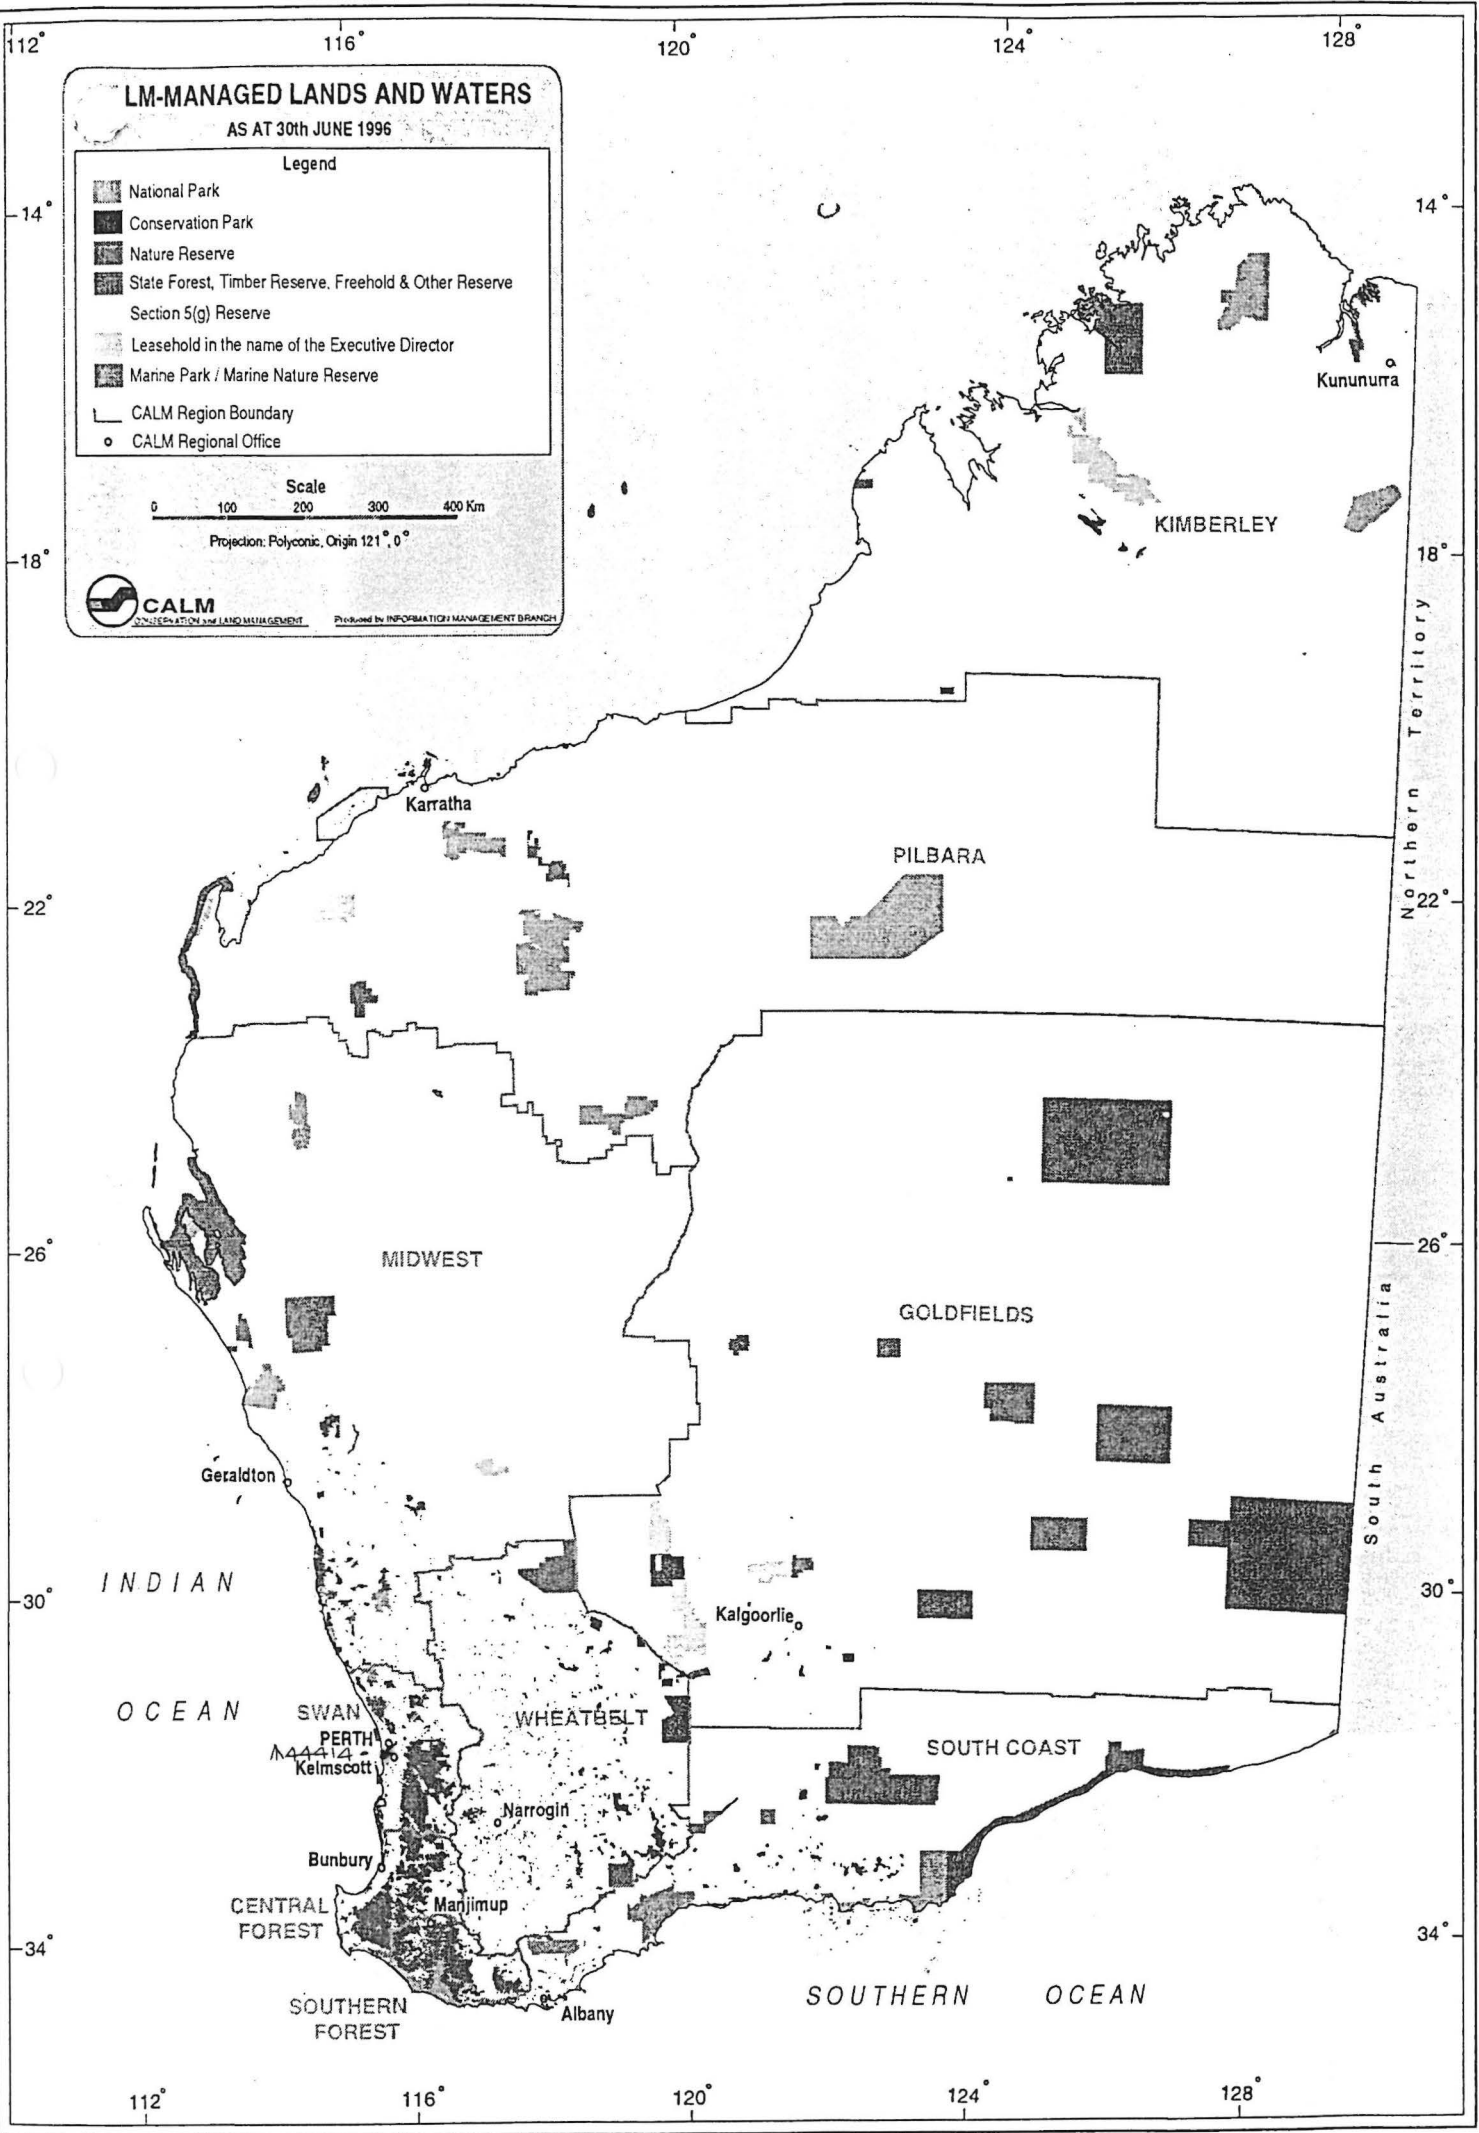 112° 116° 120° 124° 128°
LM-MANAGED LANDS AND WATERS
AS AT 30th JUNE 1996
Legend
National Park
Conservation Park
Nature Reserve
State Forest, Timber Reserve, Freehold & Other Reserve
Section 5(g) Reserve
Leasehold in the name of the Executive Director
Marine Park / Marine Nature Reserve
CALM Region Boundary
CALM Regional Office
Scale
0 100 200 300 400 Km
Projection: Polyconic, Origin 121°, 0°
CALM
CONSERVATION and LAND MANAGEMENT Produced by INFORMATION MANAGEMENT BRANCH
14° 14°
Kununurra
KIMBERLEY
18° 18°
Northern Territory
Karratha
PILBARA
22° 22°
26° 26°
MIDWEST
GOLDFIELDS
South Australia
Geraldton
INDIAN
30° 30°
Kalgoorlie
OCEAN
SWAN
WHEATBELT
PERTH
Kelmscott
SOUTH COAST
Narrogin
Bunbury
CENTRAL
FOREST
Manjimup
34° 34°
SOUTHERN OCEAN
SOUTHERN
FOREST
Albany
112° 116° 120° 124° 128°